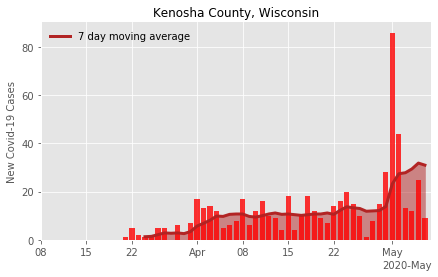 Kenosha County, Wisconsin
7 day moving average
New Covid-19 Cases
80
60
40
20
0
08 15 22 Apr 08 15 22 May
2020-May